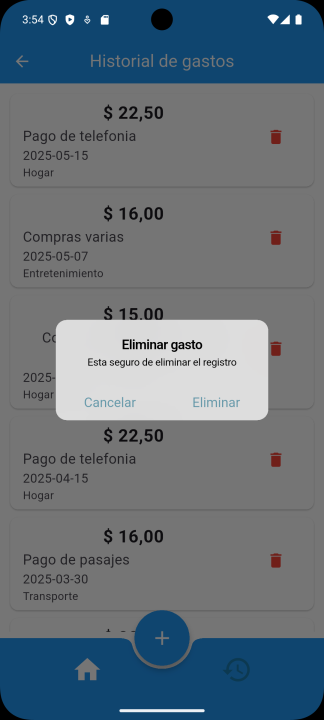 3:54
Historial de gastos
$ 22,50
Pago de telefonia
2025-05-15
Hogar
$ 16,00
Compras varias
2025-05-07
Entretenimiento
$ 15,00
Co
2025-
Hogar
Eliminar gasto
Esta seguro de eliminar el registro
Cancelar Eliminar
$ 22,50
Pago de telefonia
2025-04-15
Hogar
$ 16,00
Pago de pasajes
2025-03-30
Transporte